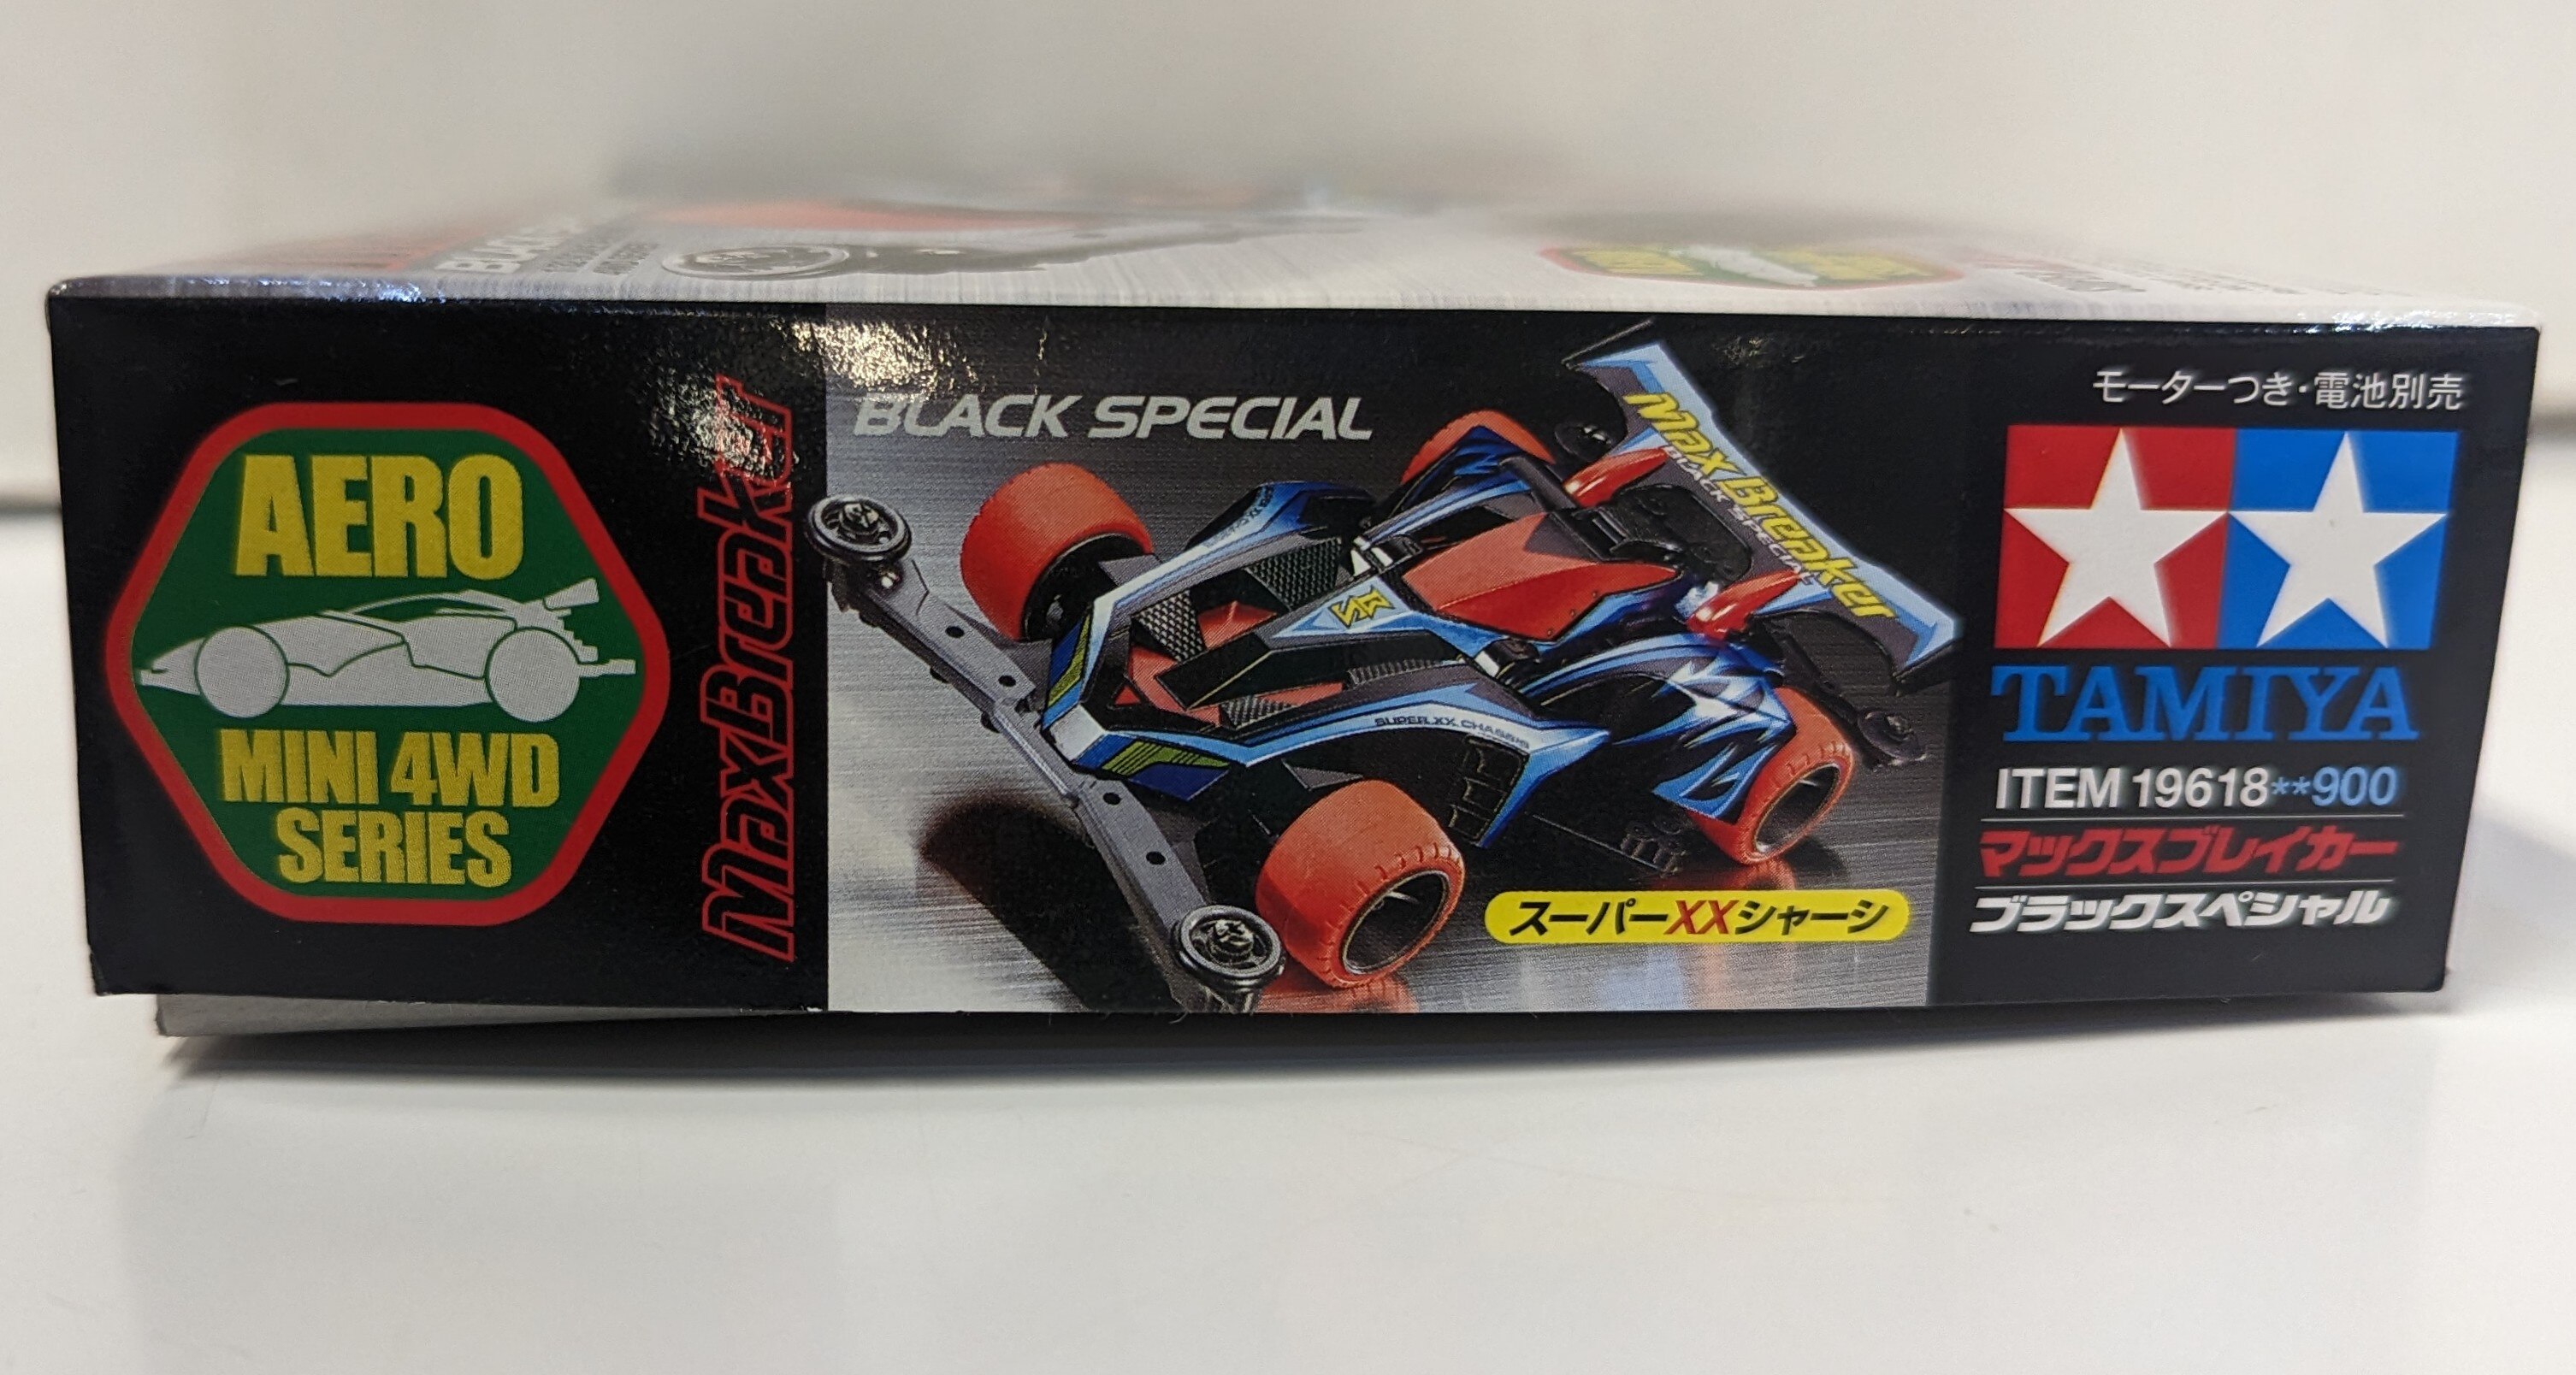 AERO
MINI 4WD
SERIES
MaxBreaker
BLACK SPECIAL
Max Breaker
BLACK SPECIAL
SUPER XX CHASSIS
スーパーXXシャーシ
モーターつき・電池別売
TAMIYA
ITEM 19618**900
マックスブレイカー
ブラックスペシャル